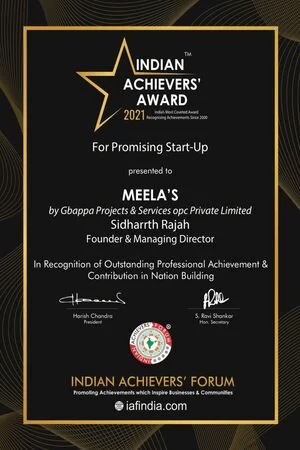 INDIAN
TM
ACHIEVERS'
AWARD
2021
India's Most Coveted Award
Recognising Achievements Since 2000
For Promising Start-Up
presented to
MEELA'S
by Gbappa Projects & Services opc Private Limited
Sidharrth Rajah
Founder & Managing Director
In Recognition of Outstanding Professional Achievement &
Contribution in Nation Building
Harish Chandra
President
S. Ravi Shankar
Hon. Secretary
INDIAN ACHIEVERS' FORUM
Promoting Achievements which Inspire Businesses & Communities
iafindia.com